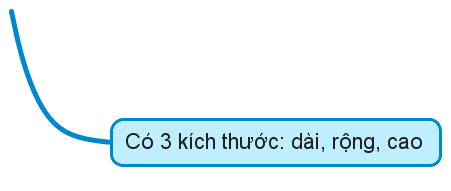 Có 3 kích thước: dài, rộng, cao